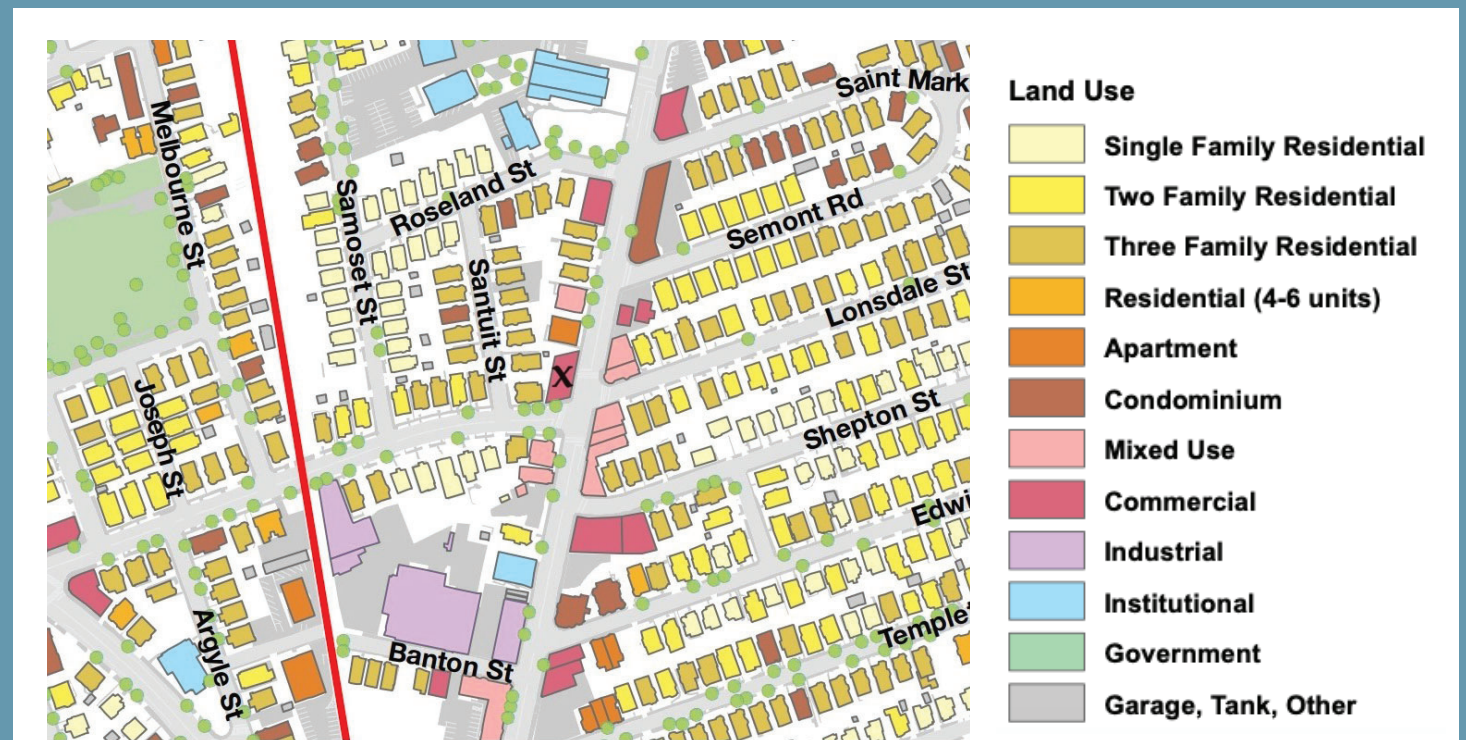 Saint Mark
Melbourne St
Roseland St
Samoset St
Semont Rd
Santuit St
Lonsdale St
X
Joseph St
Shepton St
Edwi
Argyle St
Banton St
Templet
Land Use
Single Family Residential
Two Family Residential
Three Family Residential
Residential (4-6 units)
Apartment
Condominium
Mixed Use
Commercial
Industrial
Institutional
Government
Garage, Tank, Other